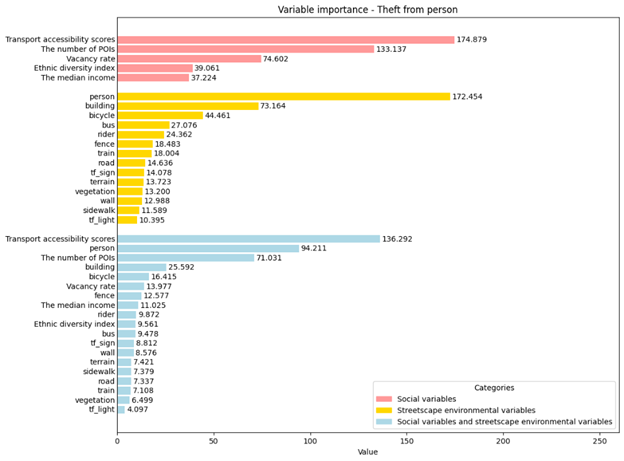 Variable importance - Theft from person
Transport accessibility scores 174.879
The number of POIs 133.137
Vacancy rate 74.602
Ethnic diversity index 39.061
The median income 37.224
person 172.454
building 73.164
bicycle 44.461
bus 27.076
rider 24.362
fence 18.483
train 18.004
road 14.636
tf_sign 14.078
terrain 13.723
vegetation 13.200
wall 12.988
sidewalk 11.589
tf_light 10.395
Transport accessibility scores 136.292
person 94.211
The number of POIs 71.031
building 25.592
bicycle 16.415
Vacancy rate 13.977
fence 12.577
The median income 11.025
rider 9.872
Ethnic diversity index 9.561
bus 9.478
tf_sign 8.812
wall 8.576
terrain 7.421
sidewalk 7.379
road 7.337
train 7.108
vegetation 6.499
tf_light 4.097
Categories
Social variables
Streetscape environmental variables
Social variables and streetscape environmental variables
0 50 100 150 200 250
Value